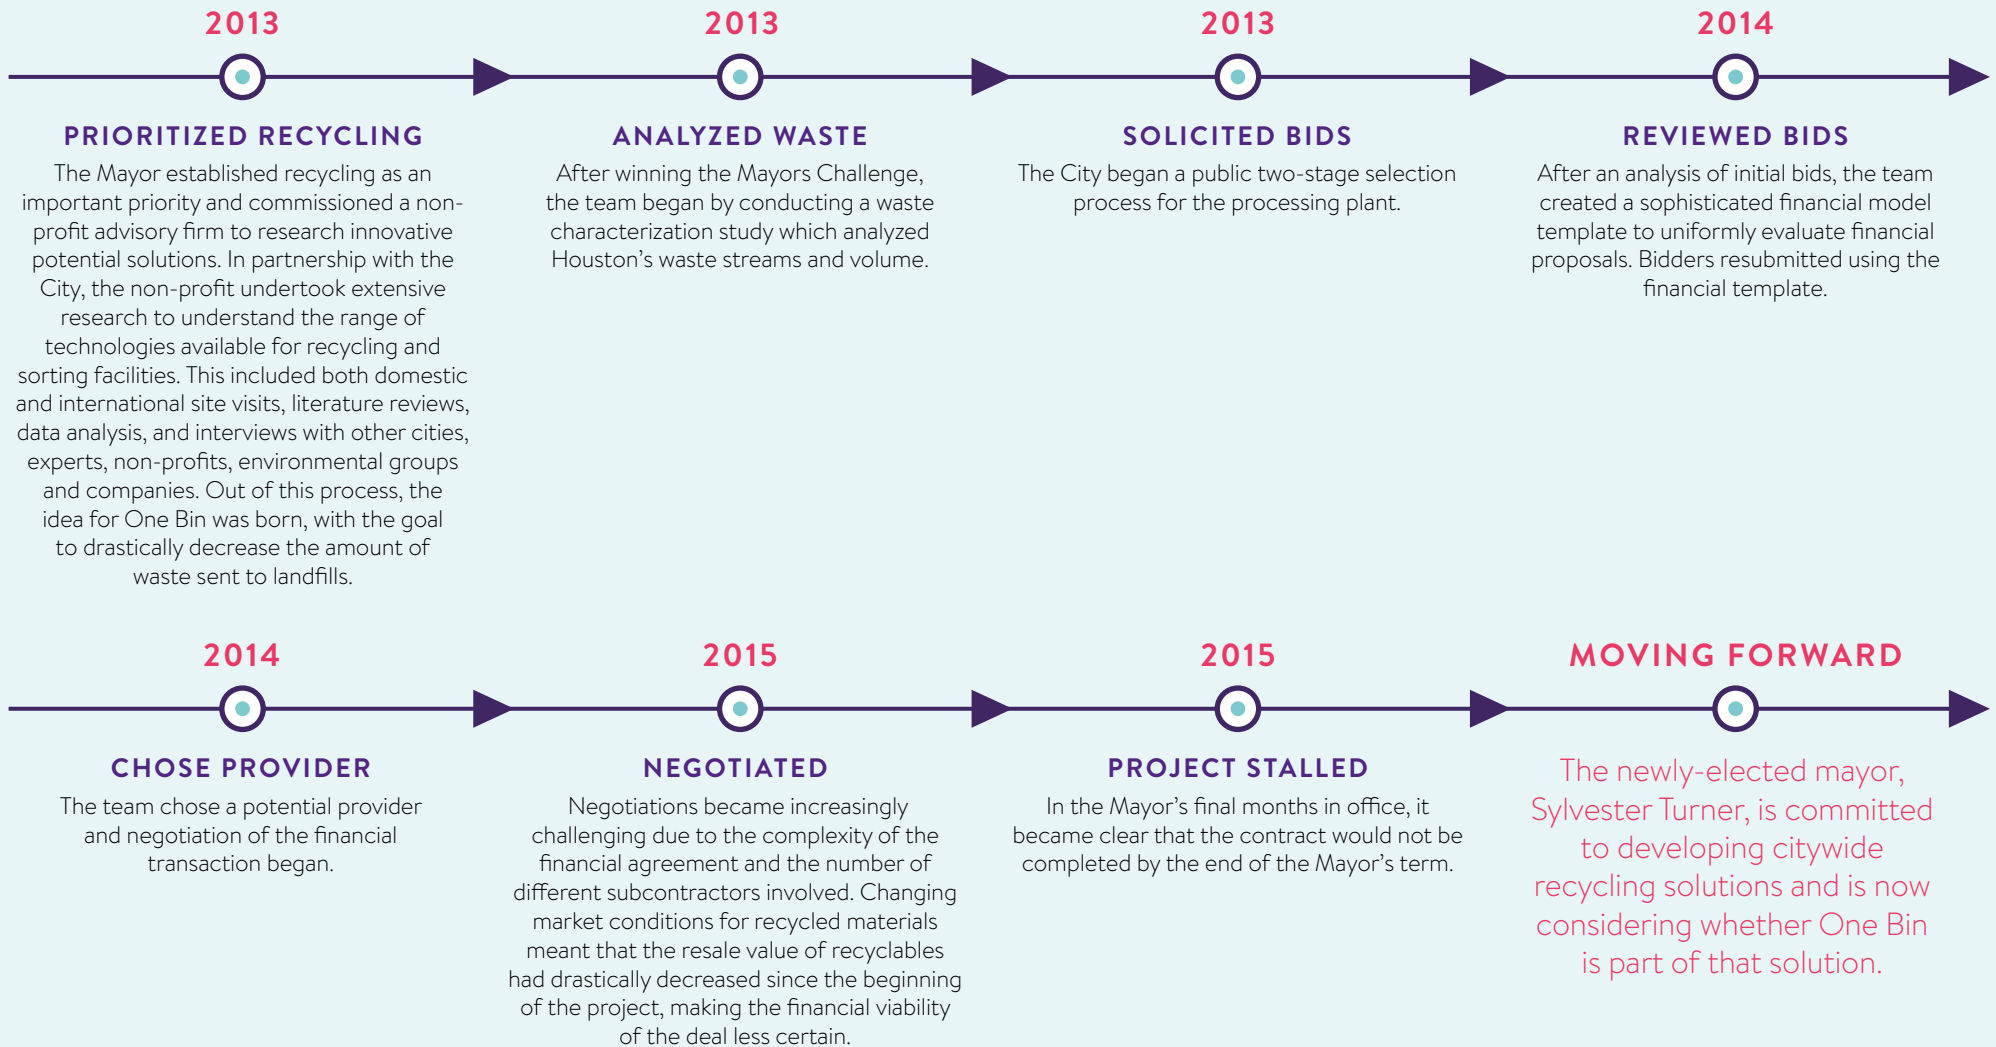 2013
PRIORITIZED RECYCLING
The Mayor established recycling as an
important priority and commissioned a non-
profit advisory firm to research innovative
potential solutions. In partnership with the
City, the non-profit undertook extensive
research to understand the range of
technologies available for recycling and
sorting facilities. This included both domestic
and international site visits, literature reviews,
data analysis, and interviews with other cities,
experts, non-profits, environmental groups
and companies. Out of this process, the
idea for One Bin was born, with the goal
to drastically decrease the amount of
waste sent to landfills.
2013
ANALYZED WASTE
After winning the Mayors Challenge,
the team began by conducting a waste
characterization study which analyzed
Houston's waste streams and volume.
2013
SOLICITED BIDS
The City began a public two-stage selection
process for the processing plant.
2014
REVIEWED BIDS
After an analysis of initial bids, the team
created a sophisticated financial model
template to uniformly evaluate financial
proposals. Bidders resubmitted using the
financial template.
2014
CHOSE PROVIDER
The team chose a potential provider
and negotiation of the financial
transaction began.
2015
NEGOTIATED
Negotiations became increasingly
challenging due to the complexity of the
financial agreement and the number of
different subcontractors involved. Changing
market conditions for recycled materials
meant that the resale value of recyclables
had drastically decreased since the beginning
of the project, making the financial viability
of the deal less certain.
2015
PROJECT STALLED
In the Mayor's final months in office, it
became clear that the contract would not be
completed by the end of the Mayor's term.
MOVING FORWARD
The newly-elected mayor,
Sylvester Turner, is committed
to developing citywide
recycling solutions and is now
considering whether One Bin
is part of that solution.